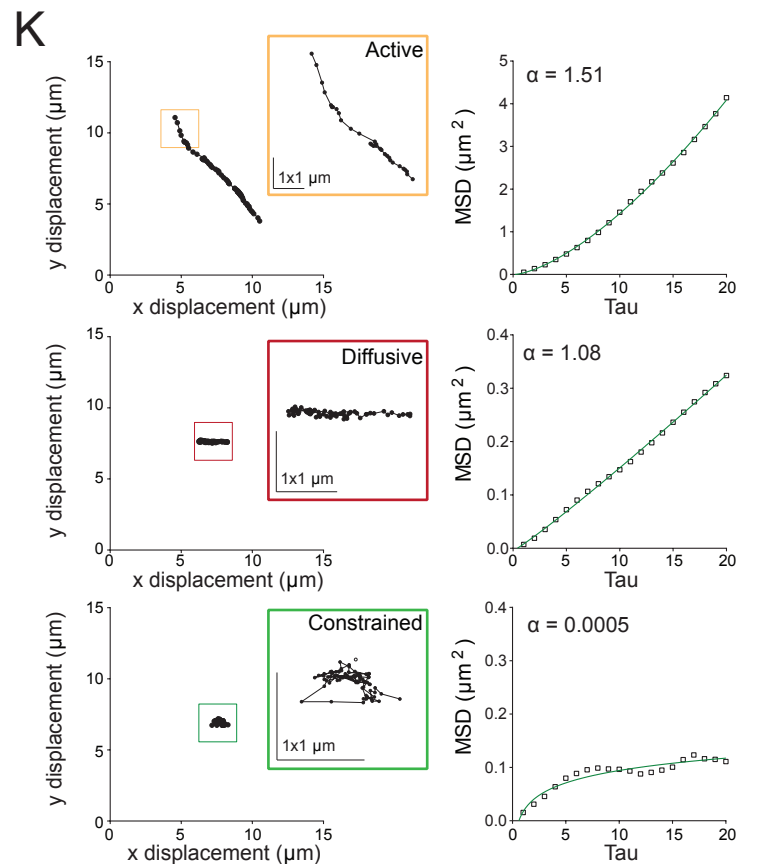 K
y displacement (µm)
15
10
5
0
0 5 10 15
x displacement (µm)
Active
1x1 µm
MSD (µm²)
5
4
3
2
1
0
α = 1.51
0 5 10 15 20
Tau
y displacement (µm)
15
10
5
0
0 5 10 15
x displacement (µm)
Diffusive
1x1 µm
MSD (µm²)
0.4
0.3
0.2
0.1
0.0
α = 1.08
0 5 10 15 20
Tau
y displacement (µm)
15
10
5
0
0 5 10 15
x displacement (µm)
Constrained
1x1 µm
MSD (µm²)
0.4
0.3
0.2
0.1
0.0
α = 0.0005
0 5 10 15 20
Tau